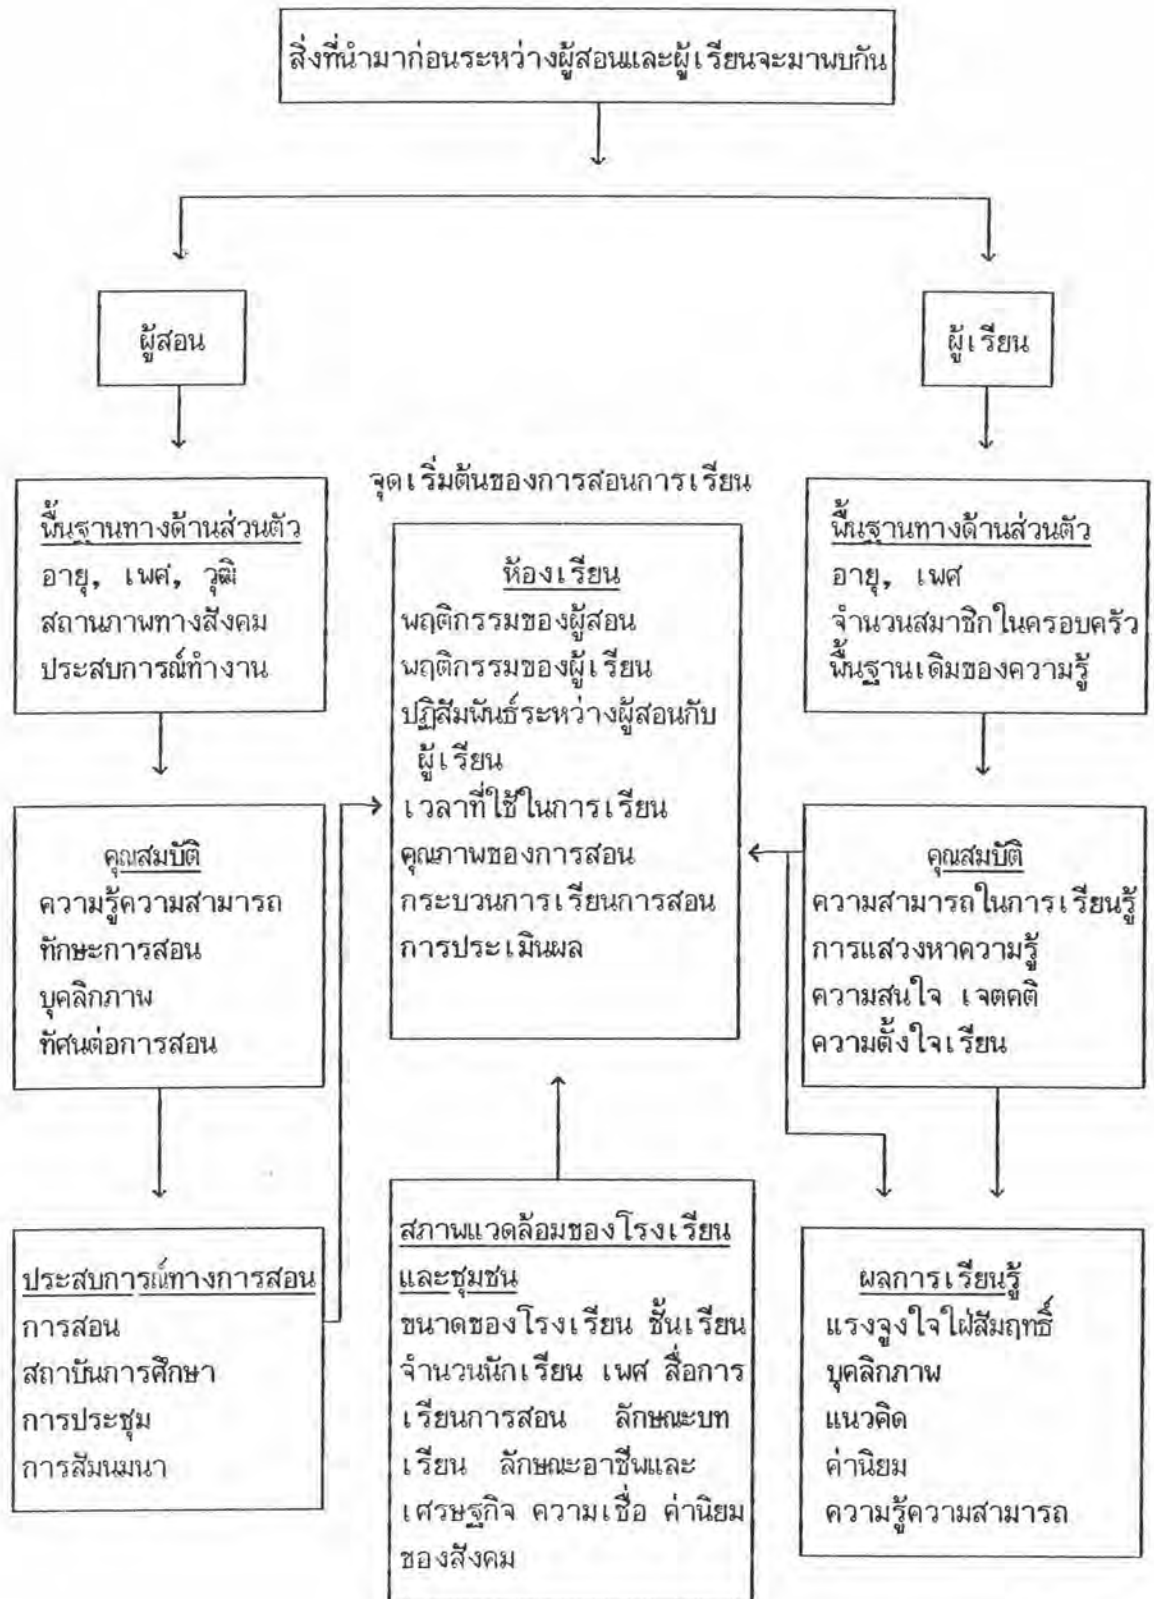 สิ่งที่นำมาก่อนระหว่างผู้สอนและผู้เรียนจะมาพบกัน
ผู้สอน
ผู้เรียน
พื้นฐานทางด้านส่วนตัว
อายุ, เพศ, วุฒิ
สถานภาพทางสังคม
ประสบการณ์ทำงาน
คุณสมบัติ
ความรู้ความสามารถ
ทักษะการสอน
บุคลิกภาพ
ทัศนต่อการสอน
ประสบการณ์ทางการสอน
การสอน
สถาบันการศึกษา
การประชุม
การสัมนมนา
จุดเริ่มต้นของการสอนการเรียน
ห้องเรียน
พฤติกรรมของผู้สอน
พฤติกรรมของผู้เรียน
ปฏิสัมพันธ์ระหว่างผู้สอนกับ
ผู้เรียน
เวลาที่ใช้ในการเรียน
คุณภาพของการสอน
กระบวนการเรียนการสอน
การประเมินผล
สภาพแวดล้อมของโรงเรียน
และชุมชน
ขนาดของโรงเรียน ชั้นเรียน
จำนวนนักเรียน เพศ สื่อการ
เรียนการสอน ลักษณะบท
เรียน ลักษณะอาชีพและ
เศรษฐกิจ ความเชื่อ ค่านิยม
ของสังคม
พื้นฐานทางด้านส่วนตัว
อายุ, เพศ
จำนวนสมาชิกในครอบครัว
พื้นฐานเดิมของความรู้
คุณสมบัติ
ความสามารถในการเรียนรู้
การแสวงหาความรู้
ความสนใจ เจตคติ
ความตั้งใจเรียน
ผลการเรียนรู้
แรงจูงใจใฝ่สัมฤทธิ์
บุคลิกภาพ
แนวคิด
ค่านิยม
ความรู้ความสามารถ